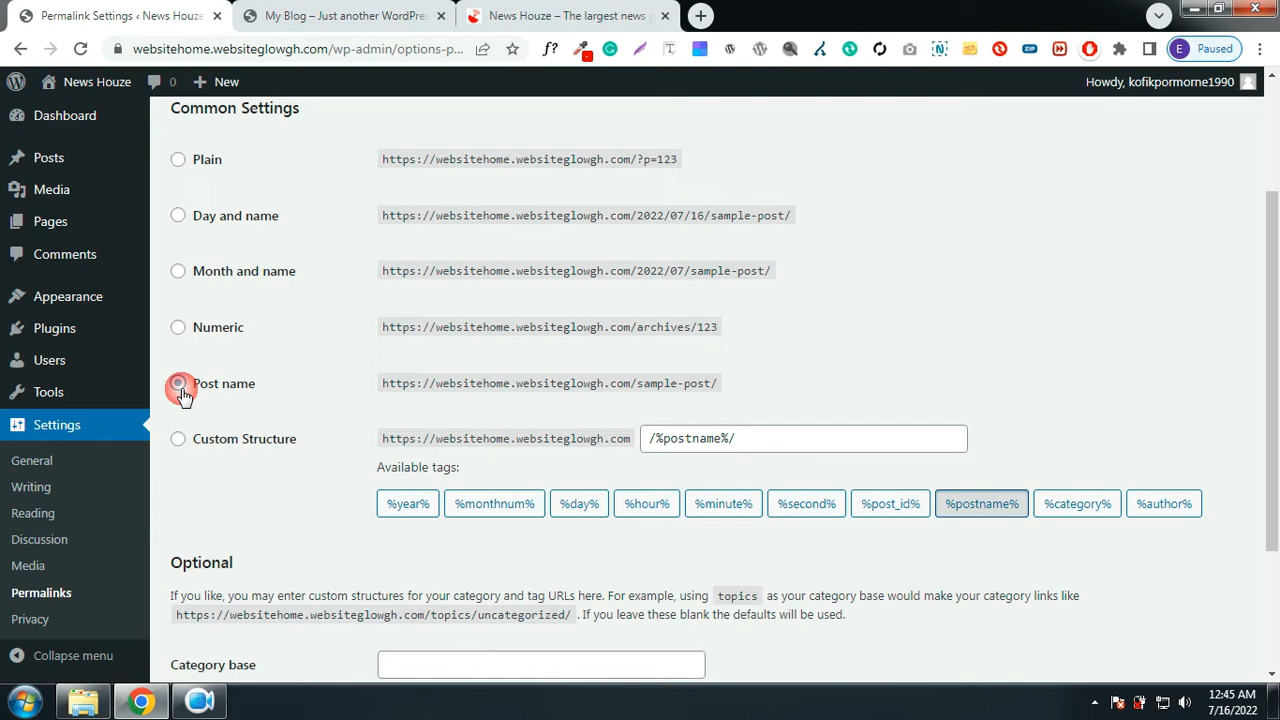 Permalink Settings ‹ News Houze
My Blog – Just another WordPre
News Houze – The largest news p
websitehome.websiteglowgh.com/wp-admin/options-p...
f?
T
ZIP
E
Paused
News Houze
0
New
Howdy, kofikpormorne1990
Dashboard
Posts
Media
Pages
Comments
Appearance
Plugins
Users
Tools
Settings
General
Writing
Reading
Discussion
Media
Permalinks
Privacy
Collapse menu
Common Settings
Plain
https://websitehome.websiteglowgh.com/?p=123
Day and name
https://websitehome.websiteglowgh.com/2022/07/16/sample-post/
Month and name
https://websitehome.websiteglowgh.com/2022/07/sample-post/
Numeric
https://websitehome.websiteglowgh.com/archives/123
Post name
https://websitehome.websiteglowgh.com/sample-post/
Custom Structure
https://websitehome.websiteglowgh.com
/%postname%/
Available tags:
%year%
%monthnum%
%day%
%hour%
%minute%
%second%
%post_id%
%postname%
%category%
%author%
Optional
If you like, you may enter custom structures for your category and tag URLs here. For example, using topics as your category base would make your category links like
https://websitehome.websiteglowgh.com/topics/uncategorized/ . If you leave these blank the defaults will be used.
Category base
12:45 AM
7/16/2022